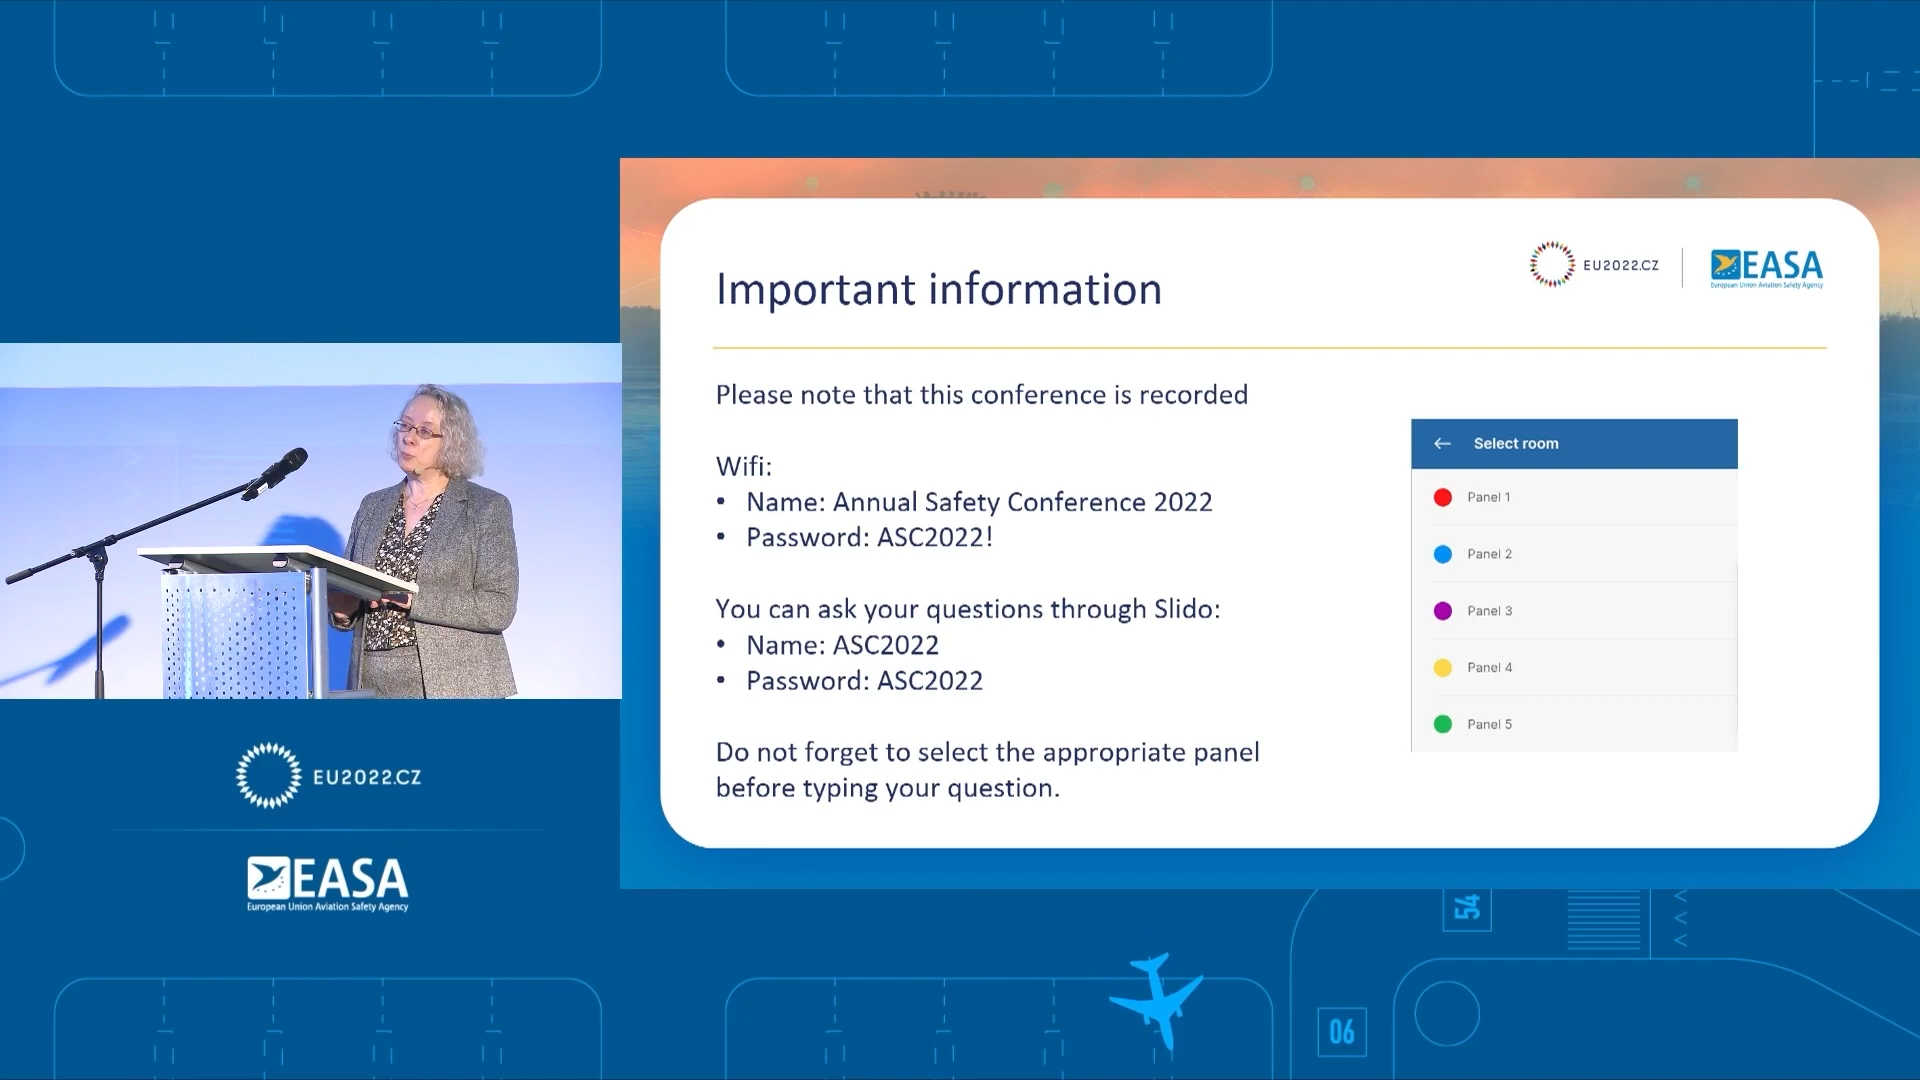 Important information
EU2022.CZ
EASA
European Union Aviation Safety Agency
Please note that this conference is recorded
Wifi:
• Name: Annual Safety Conference 2022
• Password: ASC2022!
You can ask your questions through Slido:
• Name: ASC2022
• Password: ASC2022
Do not forget to select the appropriate panel
before typing your question.
Select room
Panel 1
Panel 2
Panel 3
Panel 4
Panel 5
EU2022.CZ
EASA
European Union Aviation Safety Agency
54
06